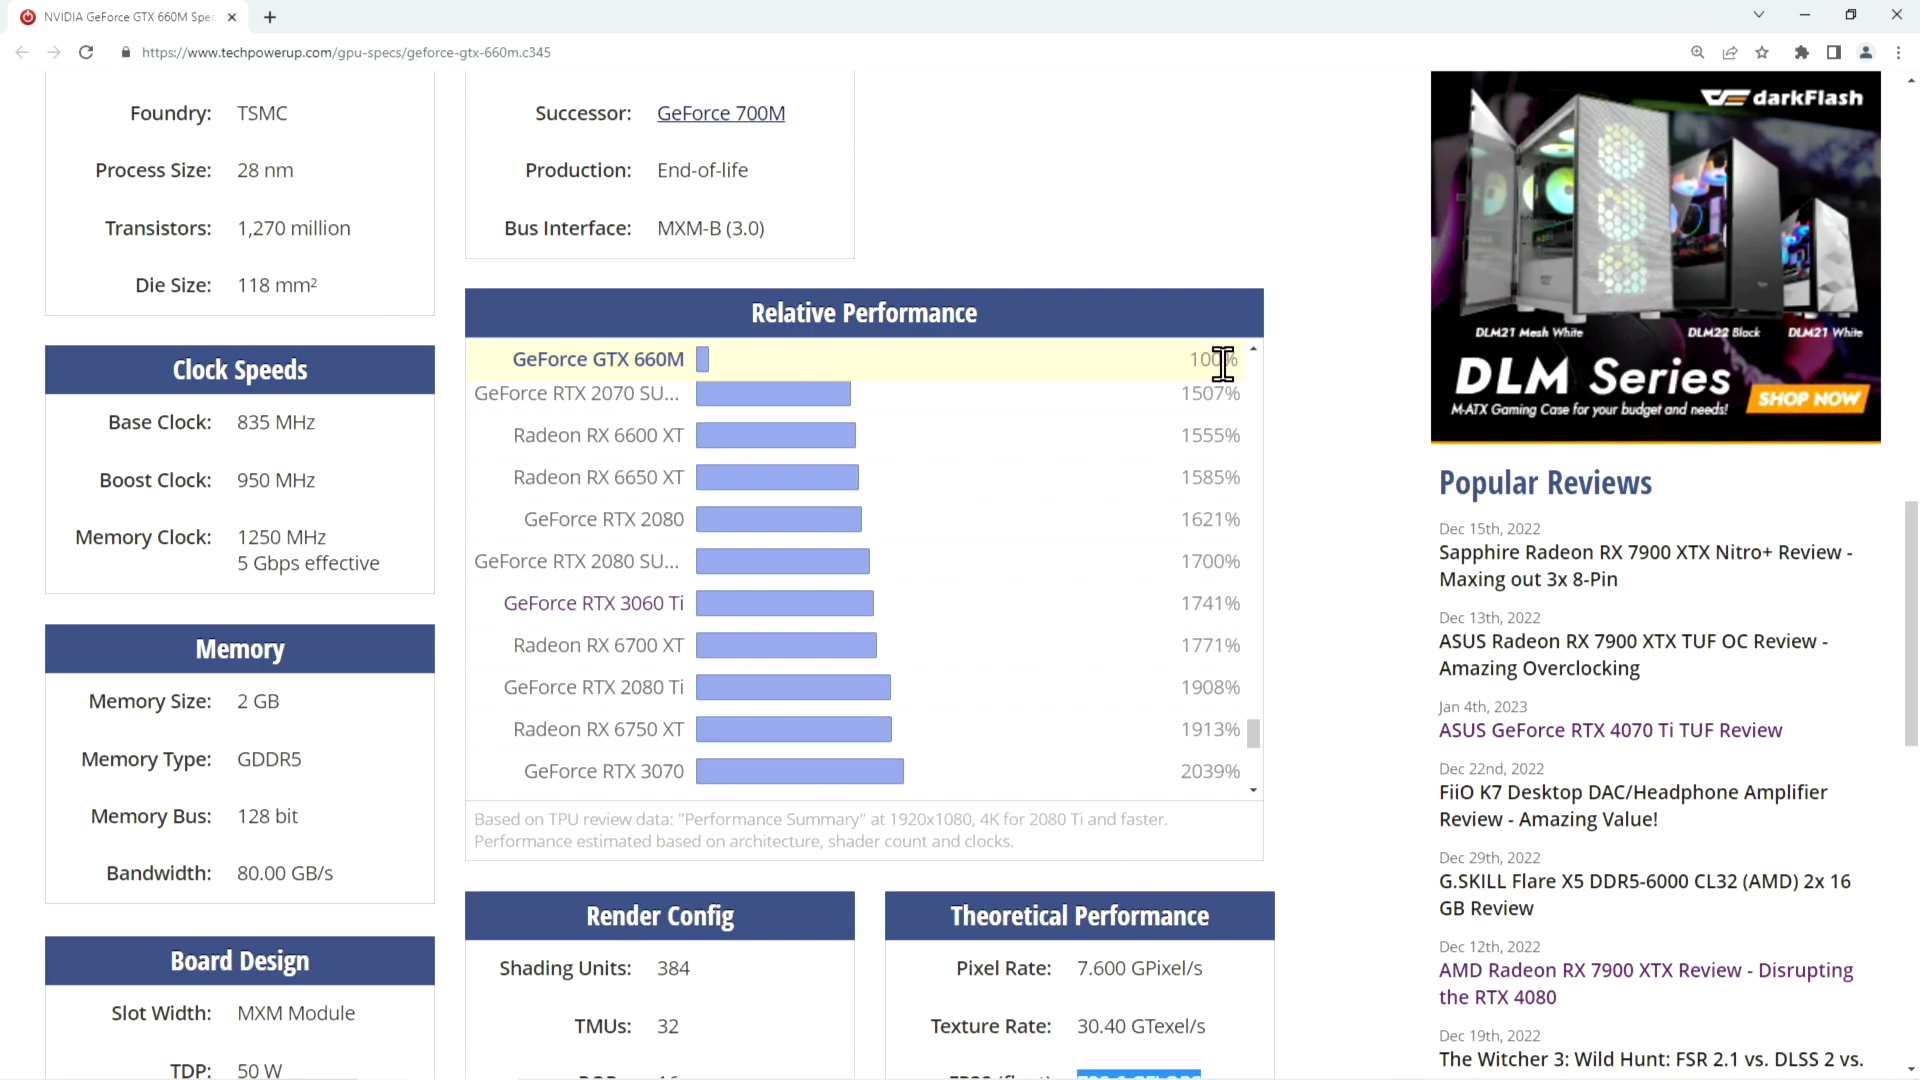 NVIDIA GeForce GTX 660M Spec
https://www.techpowerup.com/gpu-specs/geforce-gtx-660m.c345
Foundry: TSMC
Process Size: 28 nm
Transistors: 1,270 million
Die Size: 118 mm²
Successor: GeForce 700M
Production: End-of-life
Bus Interface: MXM-B (3.0)
Clock Speeds
Base Clock: 835 MHz
Boost Clock: 950 MHz
Memory Clock: 1250 MHz
5 Gbps effective
Memory
Memory Size: 2 GB
Memory Type: GDDR5
Memory Bus: 128 bit
Bandwidth: 80.00 GB/s
Board Design
Slot Width: MXM Module
TDP: 50 W
Relative Performance
GeForce GTX 660M 100%
GeForce RTX 2070 SU... 1507%
Radeon RX 6600 XT 1555%
Radeon RX 6650 XT 1585%
GeForce RTX 2080 1621%
GeForce RTX 2080 SU... 1700%
GeForce RTX 3060 Ti 1741%
Radeon RX 6700 XT 1771%
GeForce RTX 2080 Ti 1908%
Radeon RX 6750 XT 1913%
GeForce RTX 3070 2039%
Based on TPU review data: "Performance Summary" at 1920x1080, 4K for 2080 Ti and faster.
Performance estimated based on architecture, shader count and clocks.
Render Config
Shading Units: 384
TMUs: 32
Theoretical Performance
Pixel Rate: 7.600 GPixel/s
Texture Rate: 30.40 GTexel/s
darkFlash
DLM21 Mesh White
DLM22 Black
DLM21 White
DLM Series
M-ATX Gaming Case for your budget and needs!
SHOP NOW
Popular Reviews
Dec 15th, 2022
Sapphire Radeon RX 7900 XTX Nitro+ Review -
Maxing out 3x 8-Pin
Dec 13th, 2022
ASUS Radeon RX 7900 XTX TUF OC Review -
Amazing Overclocking
Jan 4th, 2023
ASUS GeForce RTX 4070 Ti TUF Review
Dec 22nd, 2022
FiiO K7 Desktop DAC/Headphone Amplifier
Review - Amazing Value!
Dec 29th, 2022
G.SKILL Flare X5 DDR5-6000 CL32 (AMD) 2x 16
GB Review
Dec 12th, 2022
AMD Radeon RX 7900 XTX Review - Disrupting
the RTX 4080
Dec 19th, 2022
The Witcher 3: Wild Hunt: FSR 2.1 vs. DLSS 2 vs.